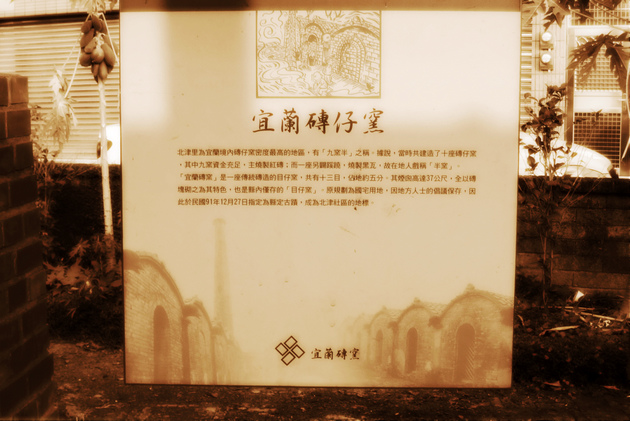 宜蘭磚仔窯
北津里為宜蘭境內磚仔窯密度最高的地區，有「九窯半」之稱。據說，當時共建造了十座磚仔窯
，其中九窯資金充足，主燒製紅磚；而一座另闢蹊蹺，燒製黑瓦，故在地人戲稱「半窯」。
「宜蘭磚窯」是一座傳統磚造的目仔窯，共有十三目，佔地約五分，其煙囪高達37公尺，全以磚
塊砌之為其特色，也是縣內僅存的「目仔窯」。原規劃為國宅用地，因地方人士的倡議保存，因
此於民國91年12月27日指定為縣定古蹟，成為北津社區的地標。
宜蘭磚窯